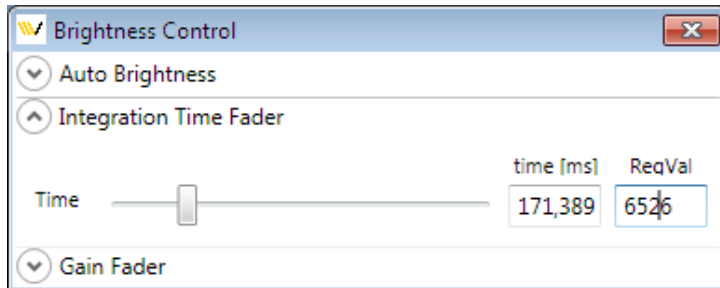 Brightness Control
Auto Brightness
Integration Time Fader
time [ms] RegVal
Time 171,389 6526
Gain Fader